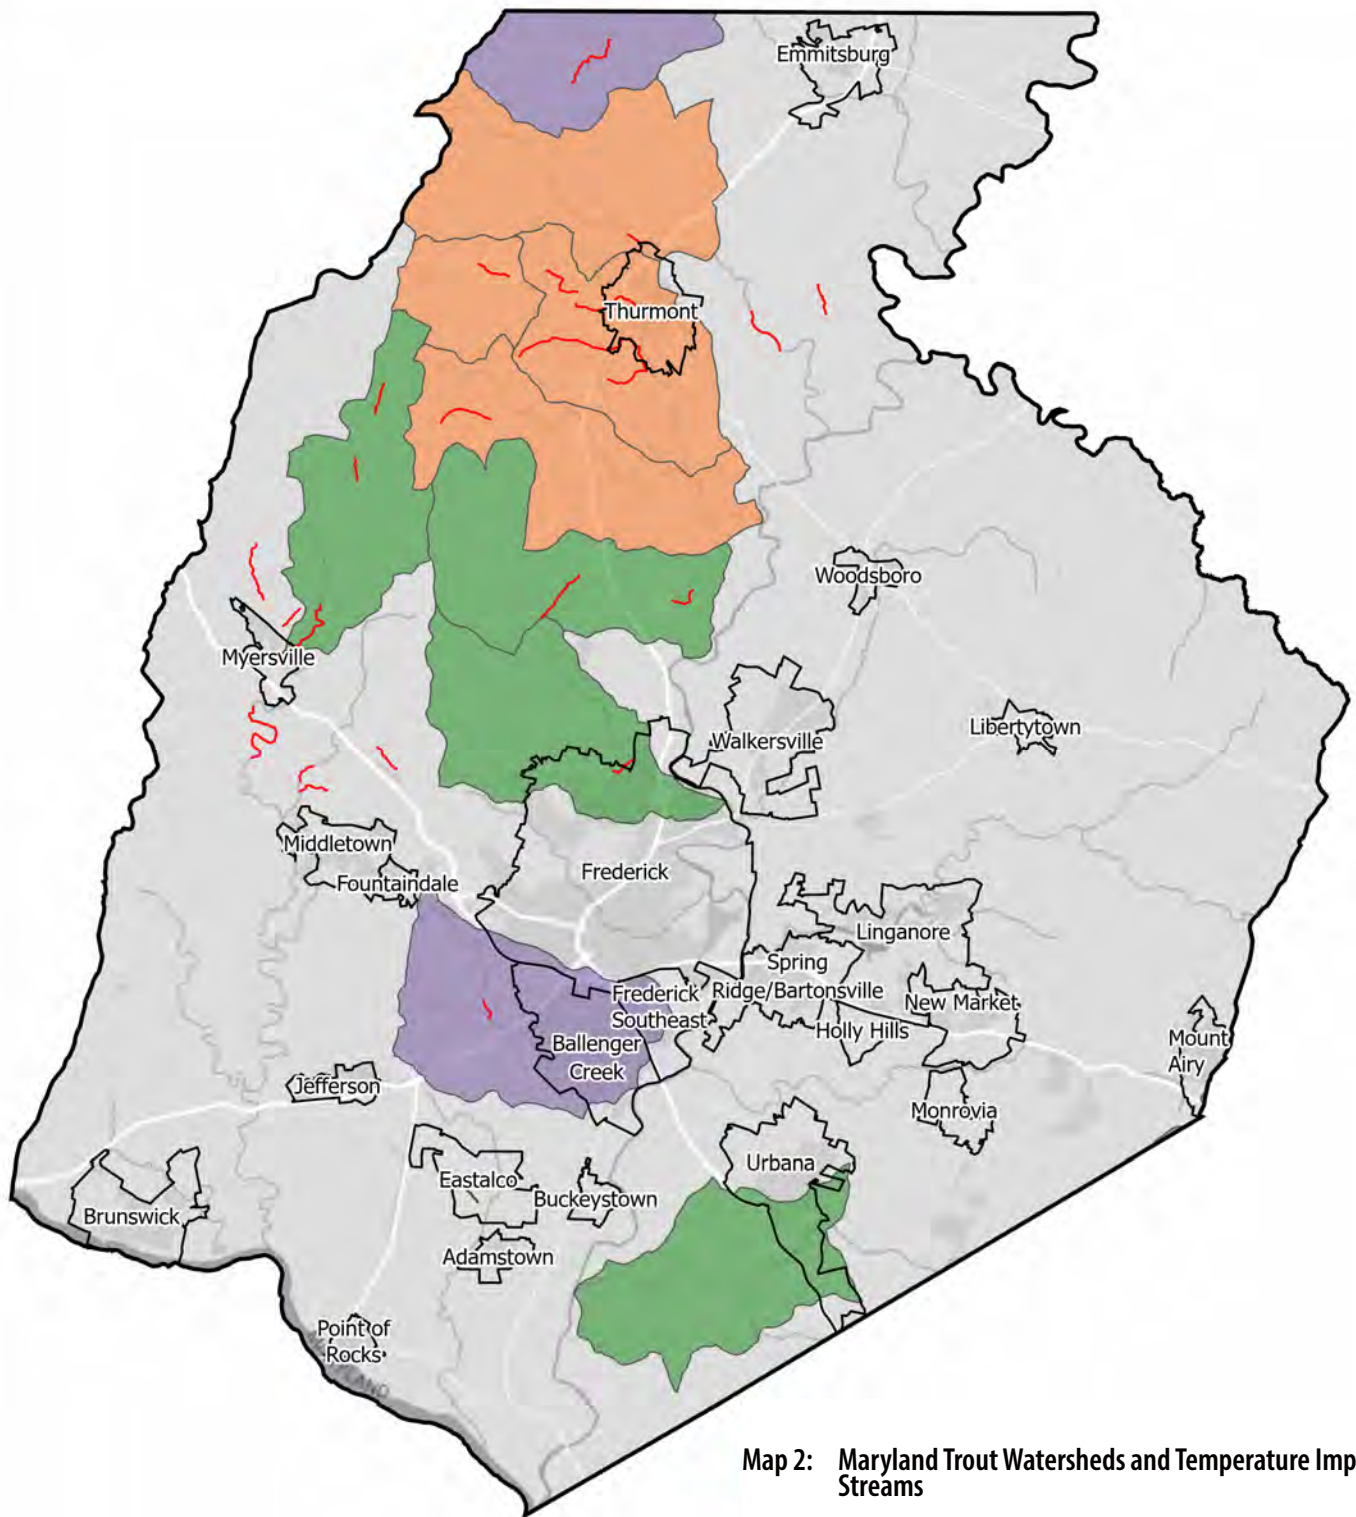 Emmitsburg
Thurmont
Woodsboro
Myersville
Libertytown
Walkersville
Middletown
Frederick
Fountaindale
Linganore
Spring
Ridge/Bartonsville
Frederick
Southeast
New Market
Holly Hills
Ballenger
Creek
Mount
Airy
Jefferson
Monrovia
Urbana
Eastalco
Buckeystown
Brunswick
Adamstown
Point of
Rocks
MARYLAND
Map 2: Maryland Trout Watersheds and Temperature Imp
Streams